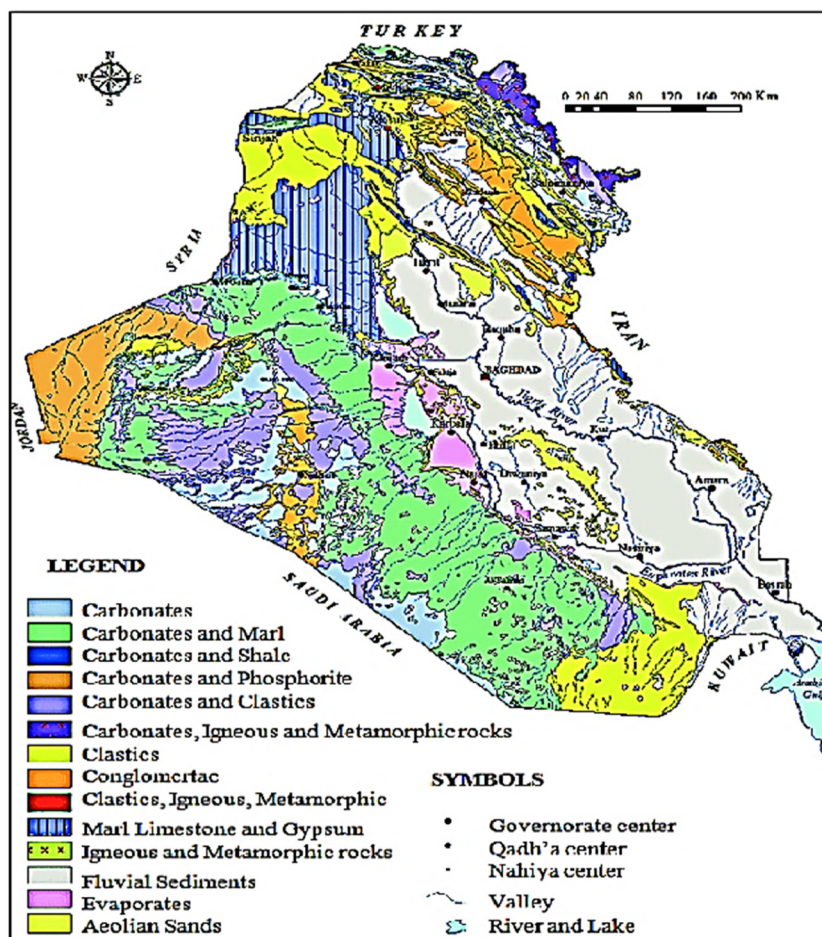 TURKEY
N
W E
S
0 20 40 80 120 160 200 Km
Sinjar
SYRIA
IRAN
Tikrit
BAGHDAD
JORDAN
Karbala
Kut
Amara
Najaf
Diwaniya
Samawa
Nasiriya
Euphrates River
Basrah
SAUDI ARABIA
KUWAIT
LEGEND
Carbonates
Carbonates and Marl
Carbonates and Shale
Carbonates and Phosphorite
Carbonates and Clastics
Carbonates, Igneous and Metamorphic rocks
Clastics
Conglomertac
Clastics, Igneous, Metamorphic
Marl Limestone and Gypsum
Igneous and Metamorphic rocks
Fluvial Sediments
Evaporates
Aeolian Sands
SYMBOLS
Governorate center
Qadh'a center
Nahiya center
Valley
River and Lake